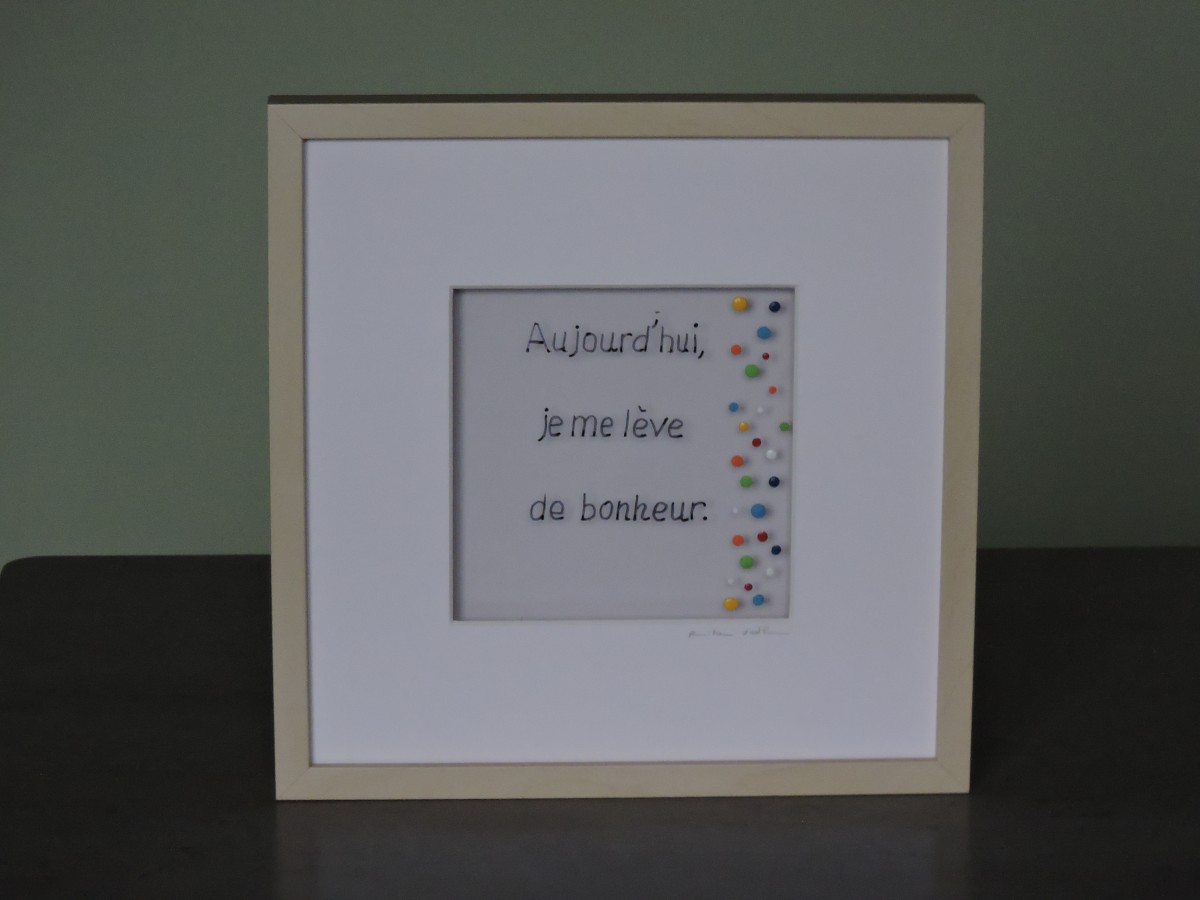 Aujourd'hui,
je me lève
de bonheur.